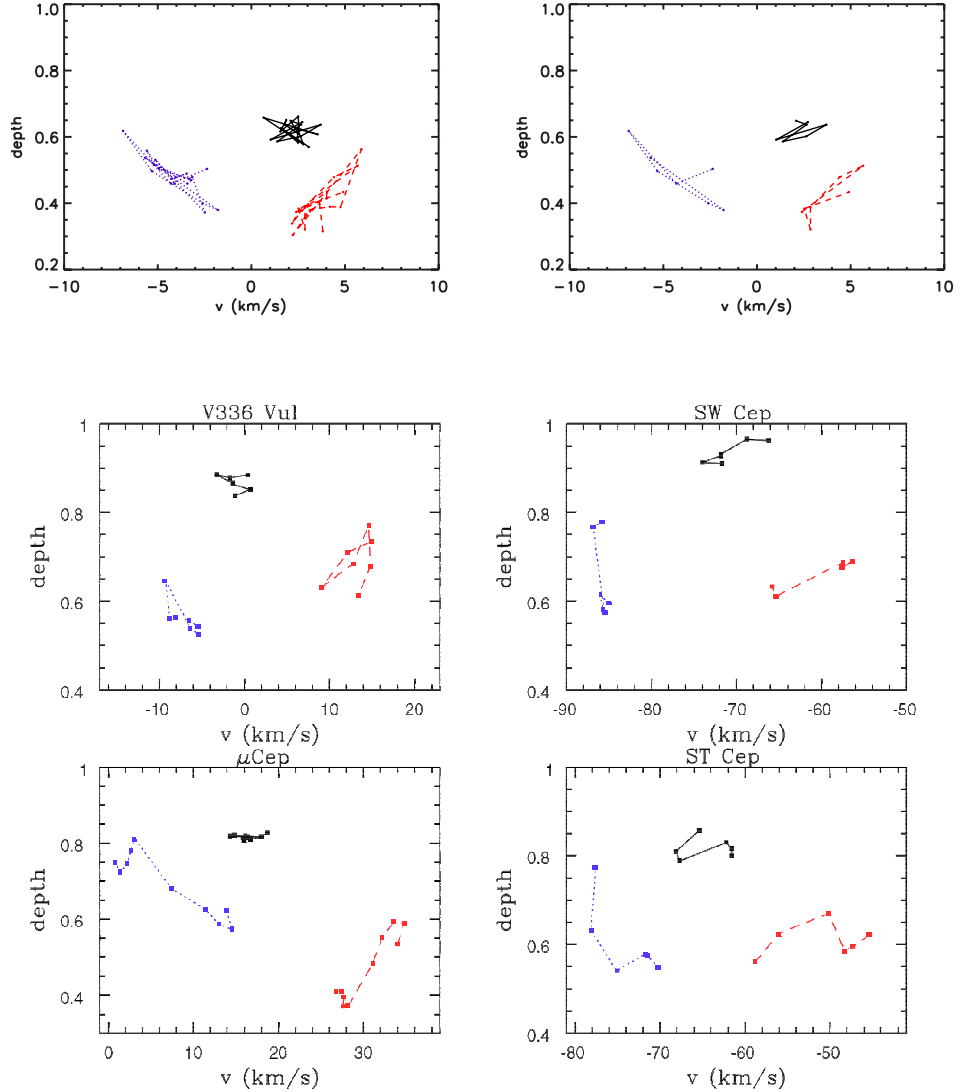 1.0 1.0
0.8 0.8
depth depth
0.6 0.6
0.4 0.4
0.2 0.2
-10 -5 0 5 10 -10 -5 0 5 10
v (km/s) v (km/s)
V336 Vul SW Cep
1 1
0.8 0.8
depth depth
0.6 0.6
0.4 0.4
-10 0 10 20 -90 -80 -70 -60 -50
v (km/s) v (km/s)
μCep ST Cep
1 1
0.8 0.8
depth depth
0.6 0.6
0.4 0.4
0 10 20 30 -80 -70 -60 -50
v (km/s) v (km/s)